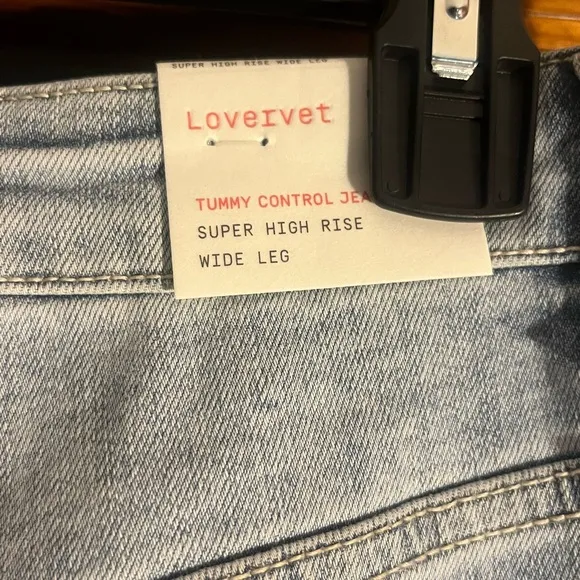 SUPER HIGH RISE WIDE LEG
Lovervet
TUMMY CONTROL JEA
SUPER HIGH RISE
WIDE LEG